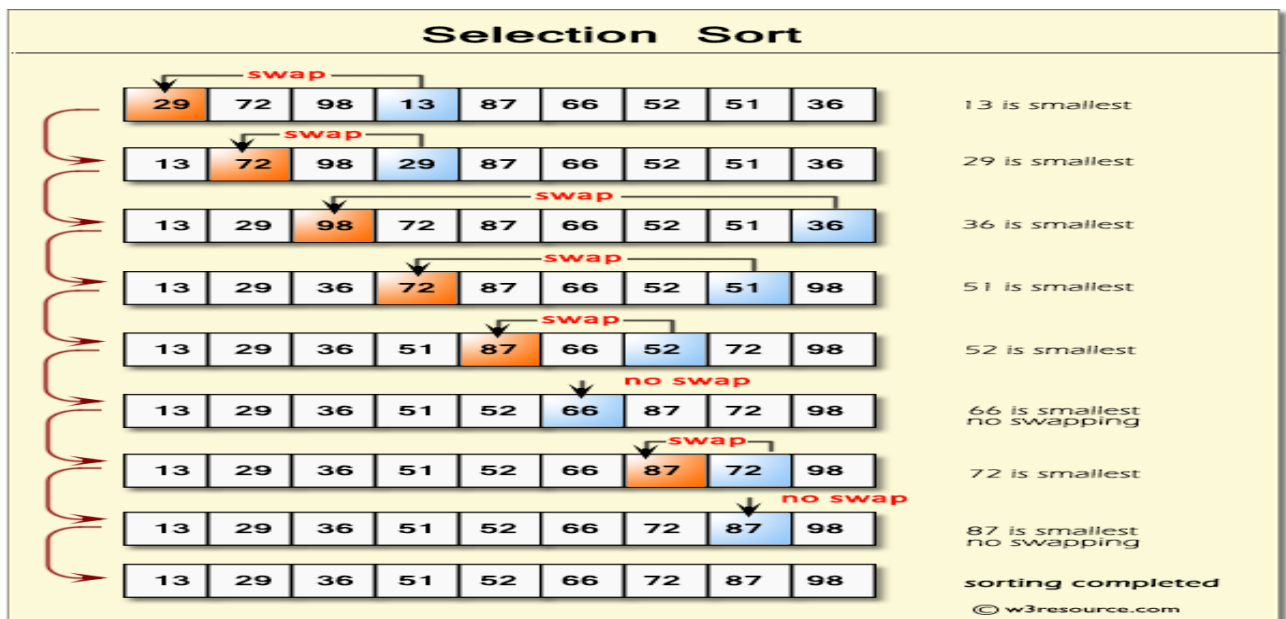 Selection Sort
swap
29 72 98 13 87 66 52 51 36 13 is smallest
swap
13 72 98 29 87 66 52 51 36 29 is smallest
swap
13 29 98 72 87 66 52 51 36 36 is smallest
swap
13 29 36 72 87 66 52 51 98 51 is smallest
swap
13 29 36 51 87 66 52 72 98 52 is smallest
no swap
13 29 36 51 52 66 87 72 98 66 is smallest
no swapping
swap
13 29 36 51 52 66 87 72 98 72 is smallest
no swap
13 29 36 51 52 66 72 87 98 87 is smallest
no swapping
13 29 36 51 52 66 72 87 98 sorting completed
© w3resource.com